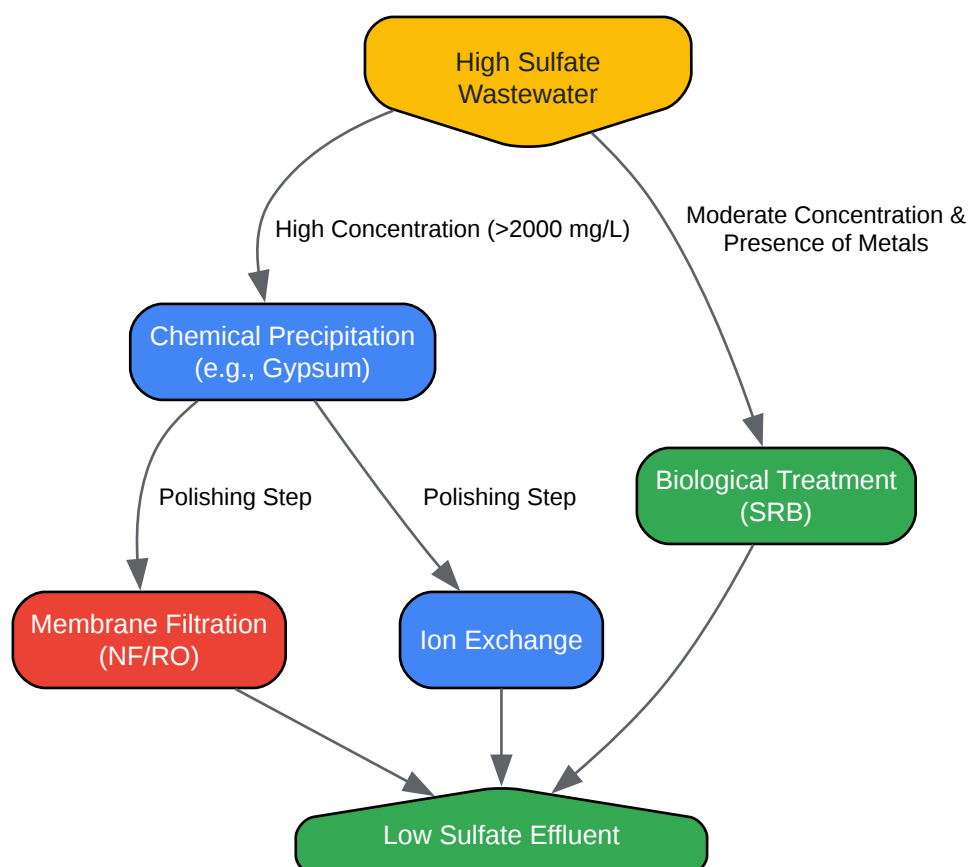 High Sulfate
Wastewater
High Concentration (>2000 mg/L)
Moderate Concentration &
Presence of Metals
Chemical Precipitation
(e.g., Gypsum)
Polishing Step
Polishing Step
Biological Treatment
(SRB)
Membrane Filtration
(NF/RO)
Ion Exchange
Low Sulfate Effluent